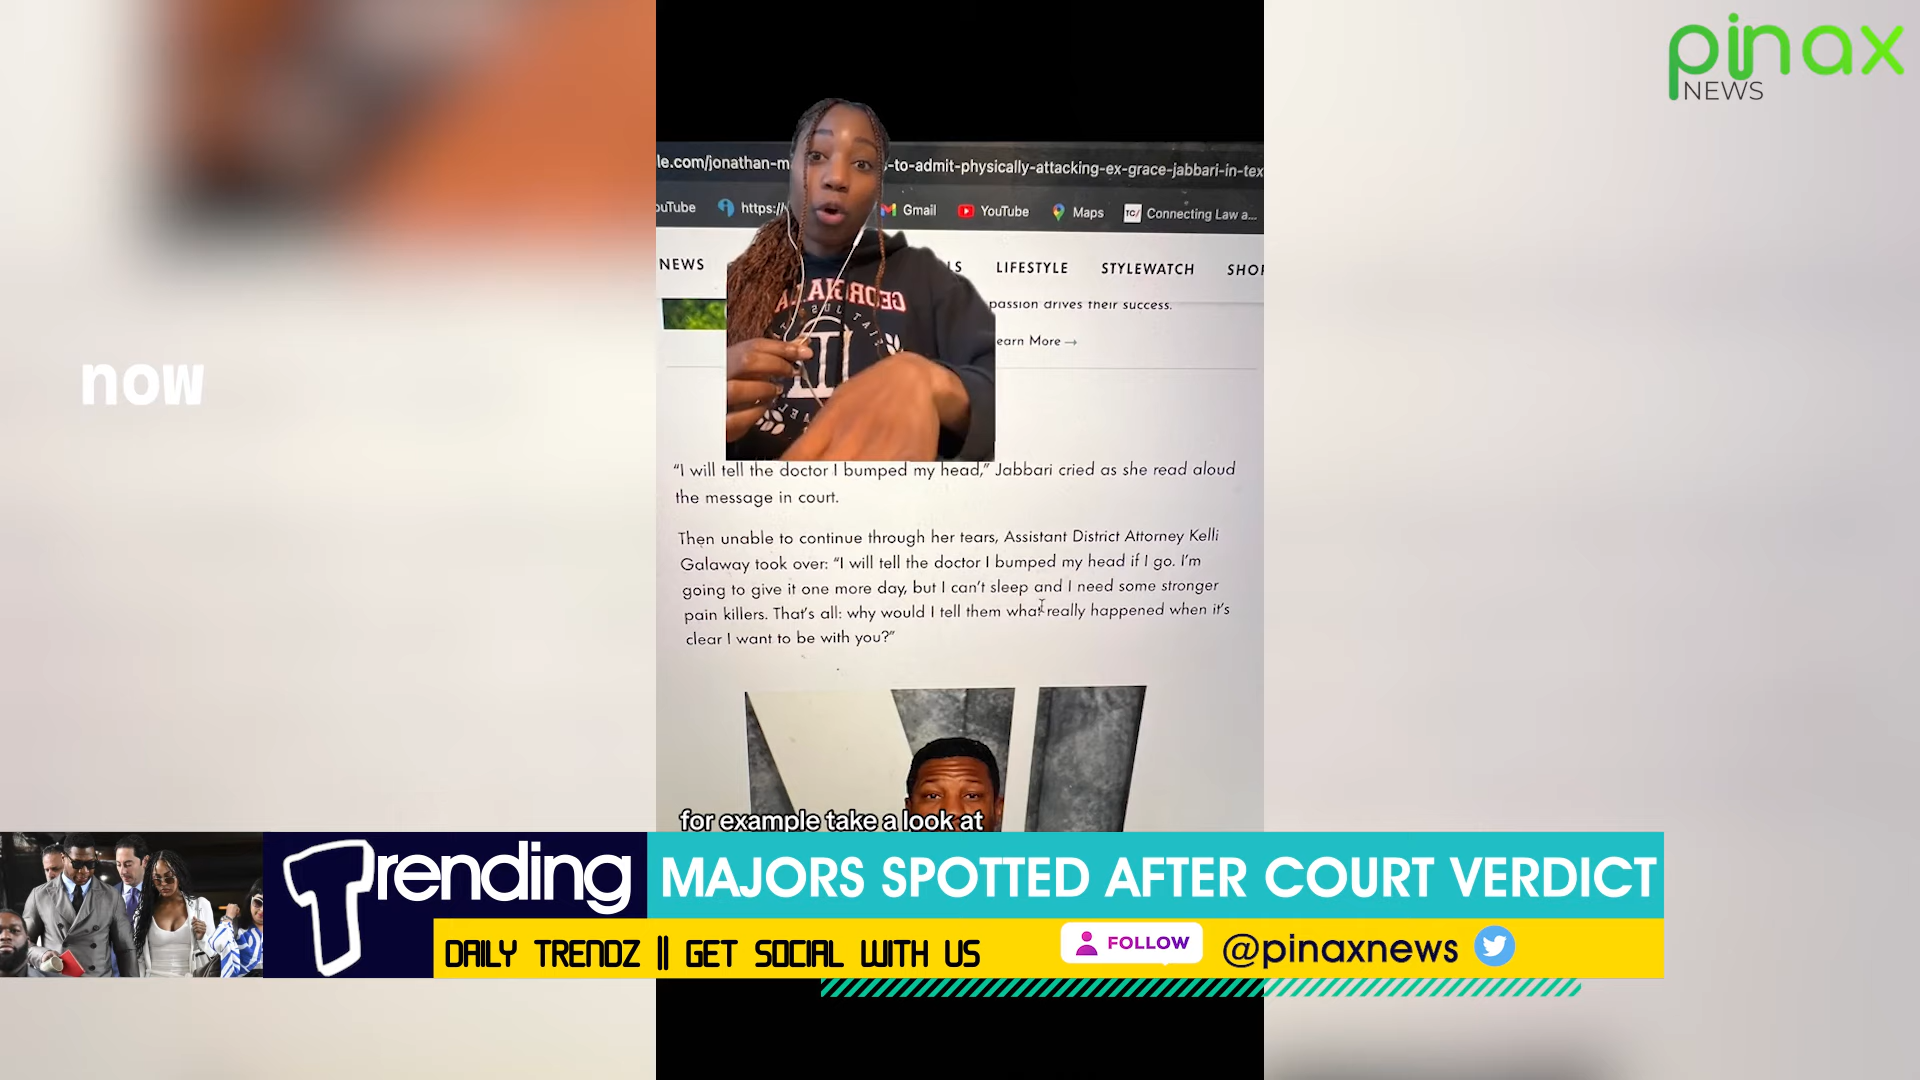 pinax
NEWS
le.com/jonathan-m
-to-admit-physically-attacking-ex-grace-jabbari-in-tex
ouTube
https:/
Gmail
YouTube
Maps
TC/
Connecting Law a...
NEWS
LS
LIFESTYLE
STYLEWATCH
SHO
passion drives their success.
earn More →
now
"I will tell the doctor I bumped my head," Jabbari cried as she read aloud
the message in court.
Then unable to continue through her tears, Assistant District Attorney Kelli
Galaway took over: "I will tell the doctor I bumped my head if I go. I'm
going to give it one more day, but I can't sleep and I need some stronger
pain killers. That's all: why would I tell them what really happened when it's
clear I want to be with you?"
for example take a look at
Trending
MAJORS SPOTTED AFTER COURT VERDICT
DAILY TRENDZ || GET SOCIAL WITH US
FOLLOW
@pinaxnews